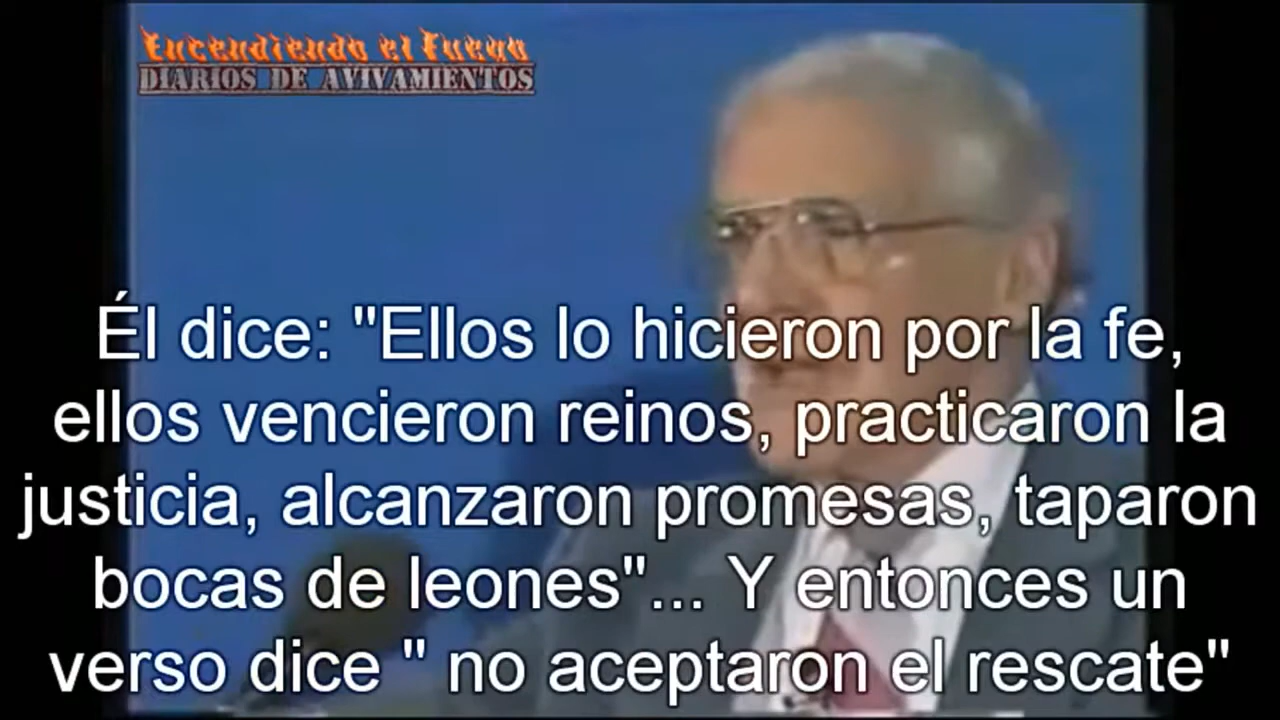 Encendiendo el Fuego
DIARIOS DE AVIVAMIENTOS
Él dice: "Ellos lo hicieron por la fe,
ellos vencieron reinos, practicaron la
justicia, alcanzaron promesas, taparon
bocas de leones"... Y entonces un
verso dice " no aceptaron el rescate"